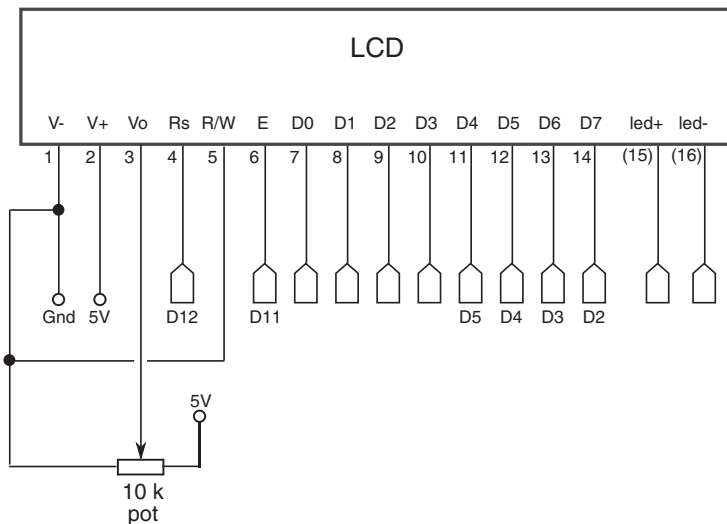 LCD
V- V+ Vo Rs R/W E D0 D1 D2 D3 D4 D5 D6 D7 led+ led-
1 2 3 4 5 6 7 8 9 10 11 12 13 14 (15) (16)
Gnd 5V D12 D11 D5 D4 D3 D2
5V
10 k
pot